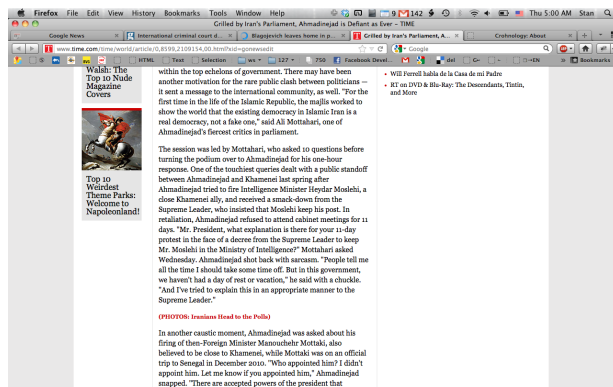 Firefox File Edit View History Bookmarks Tools Window Help 9 142 Thu 5:00 AM Stan
Grilled by Iran's Parliament, Ahmadinejad is Defiant as Ever – TIME
Google News International criminal court d... Blagojevich leaves home in p... Grilled by Iran's Parliament, A... Crohnology: About
www.time.com/time/world/article/0,8599,2109154,00.html?xid=gonewsedit Google
HTML Text Selection ws 127 750 Facebook Devel... del G- Bookmarks
Walsh: The
Top 10 Nude
Magazine
Covers
Top 10
Weirdest
Theme Parks:
Welcome to
Napoleonland!
within the top echelons of government. There may have been
another motivation for the rare public clash between politicians —
it sent a message to the international community, as well. "For the
first time in the life of the Islamic Republic, the majlis worked to
show the world that the existing democracy in Islamic Iran is a
real democracy, not a fake one," said Ali Mottahari, one of
Ahmadinejad's fiercest critics in parliament.
The session was led by Mottahari, who asked 10 questions before
turning the podium over to Ahmadinejad for his one-hour
response. One of the touchiest queries dealt with a public standoff
between Ahmadinejad and Khamenei last spring after
Ahmadinejad tried to fire Intelligence Minister Heydar Moslehi, a
close Khamenei ally, and received a smack-down from the
Supreme Leader, who insisted that Moslehi keep his post. In
retaliation, Ahmadinejad refused to attend cabinet meetings for 11
days. "Mr. President, what explanation is there for your 11-day
protest in the face of a decree from the Supreme Leader to keep
Mr. Moslehi in the Ministry of Intelligence?" Mottahari asked
Wednesday. Ahmadinejad shot back with sarcasm. "People tell me
all the time I should take some time off. But in this government,
we haven't had a day of rest or vacation," he said with a chuckle.
"And I've tried to explain this in an appropriate manner to the
Supreme Leader."
(PHOTOS: Iranians Head to the Polls)
In another caustic moment, Ahmadinejad was asked about his
firing of then-Foreign Minister Manouchehr Mottaki, also
believed to be close to Khamenei, while Mottaki was on an official
trip to Senegal in December 2010. "Who appointed him? I didn't
appoint him. Let me know if you appointed him," Ahmadinejad
snapped. "There are accepted powers of the president that
Will Ferrell habla de la Casa de mi Padre
RT on DVD & Blu-Ray: The Descendants, Tintin,
and More